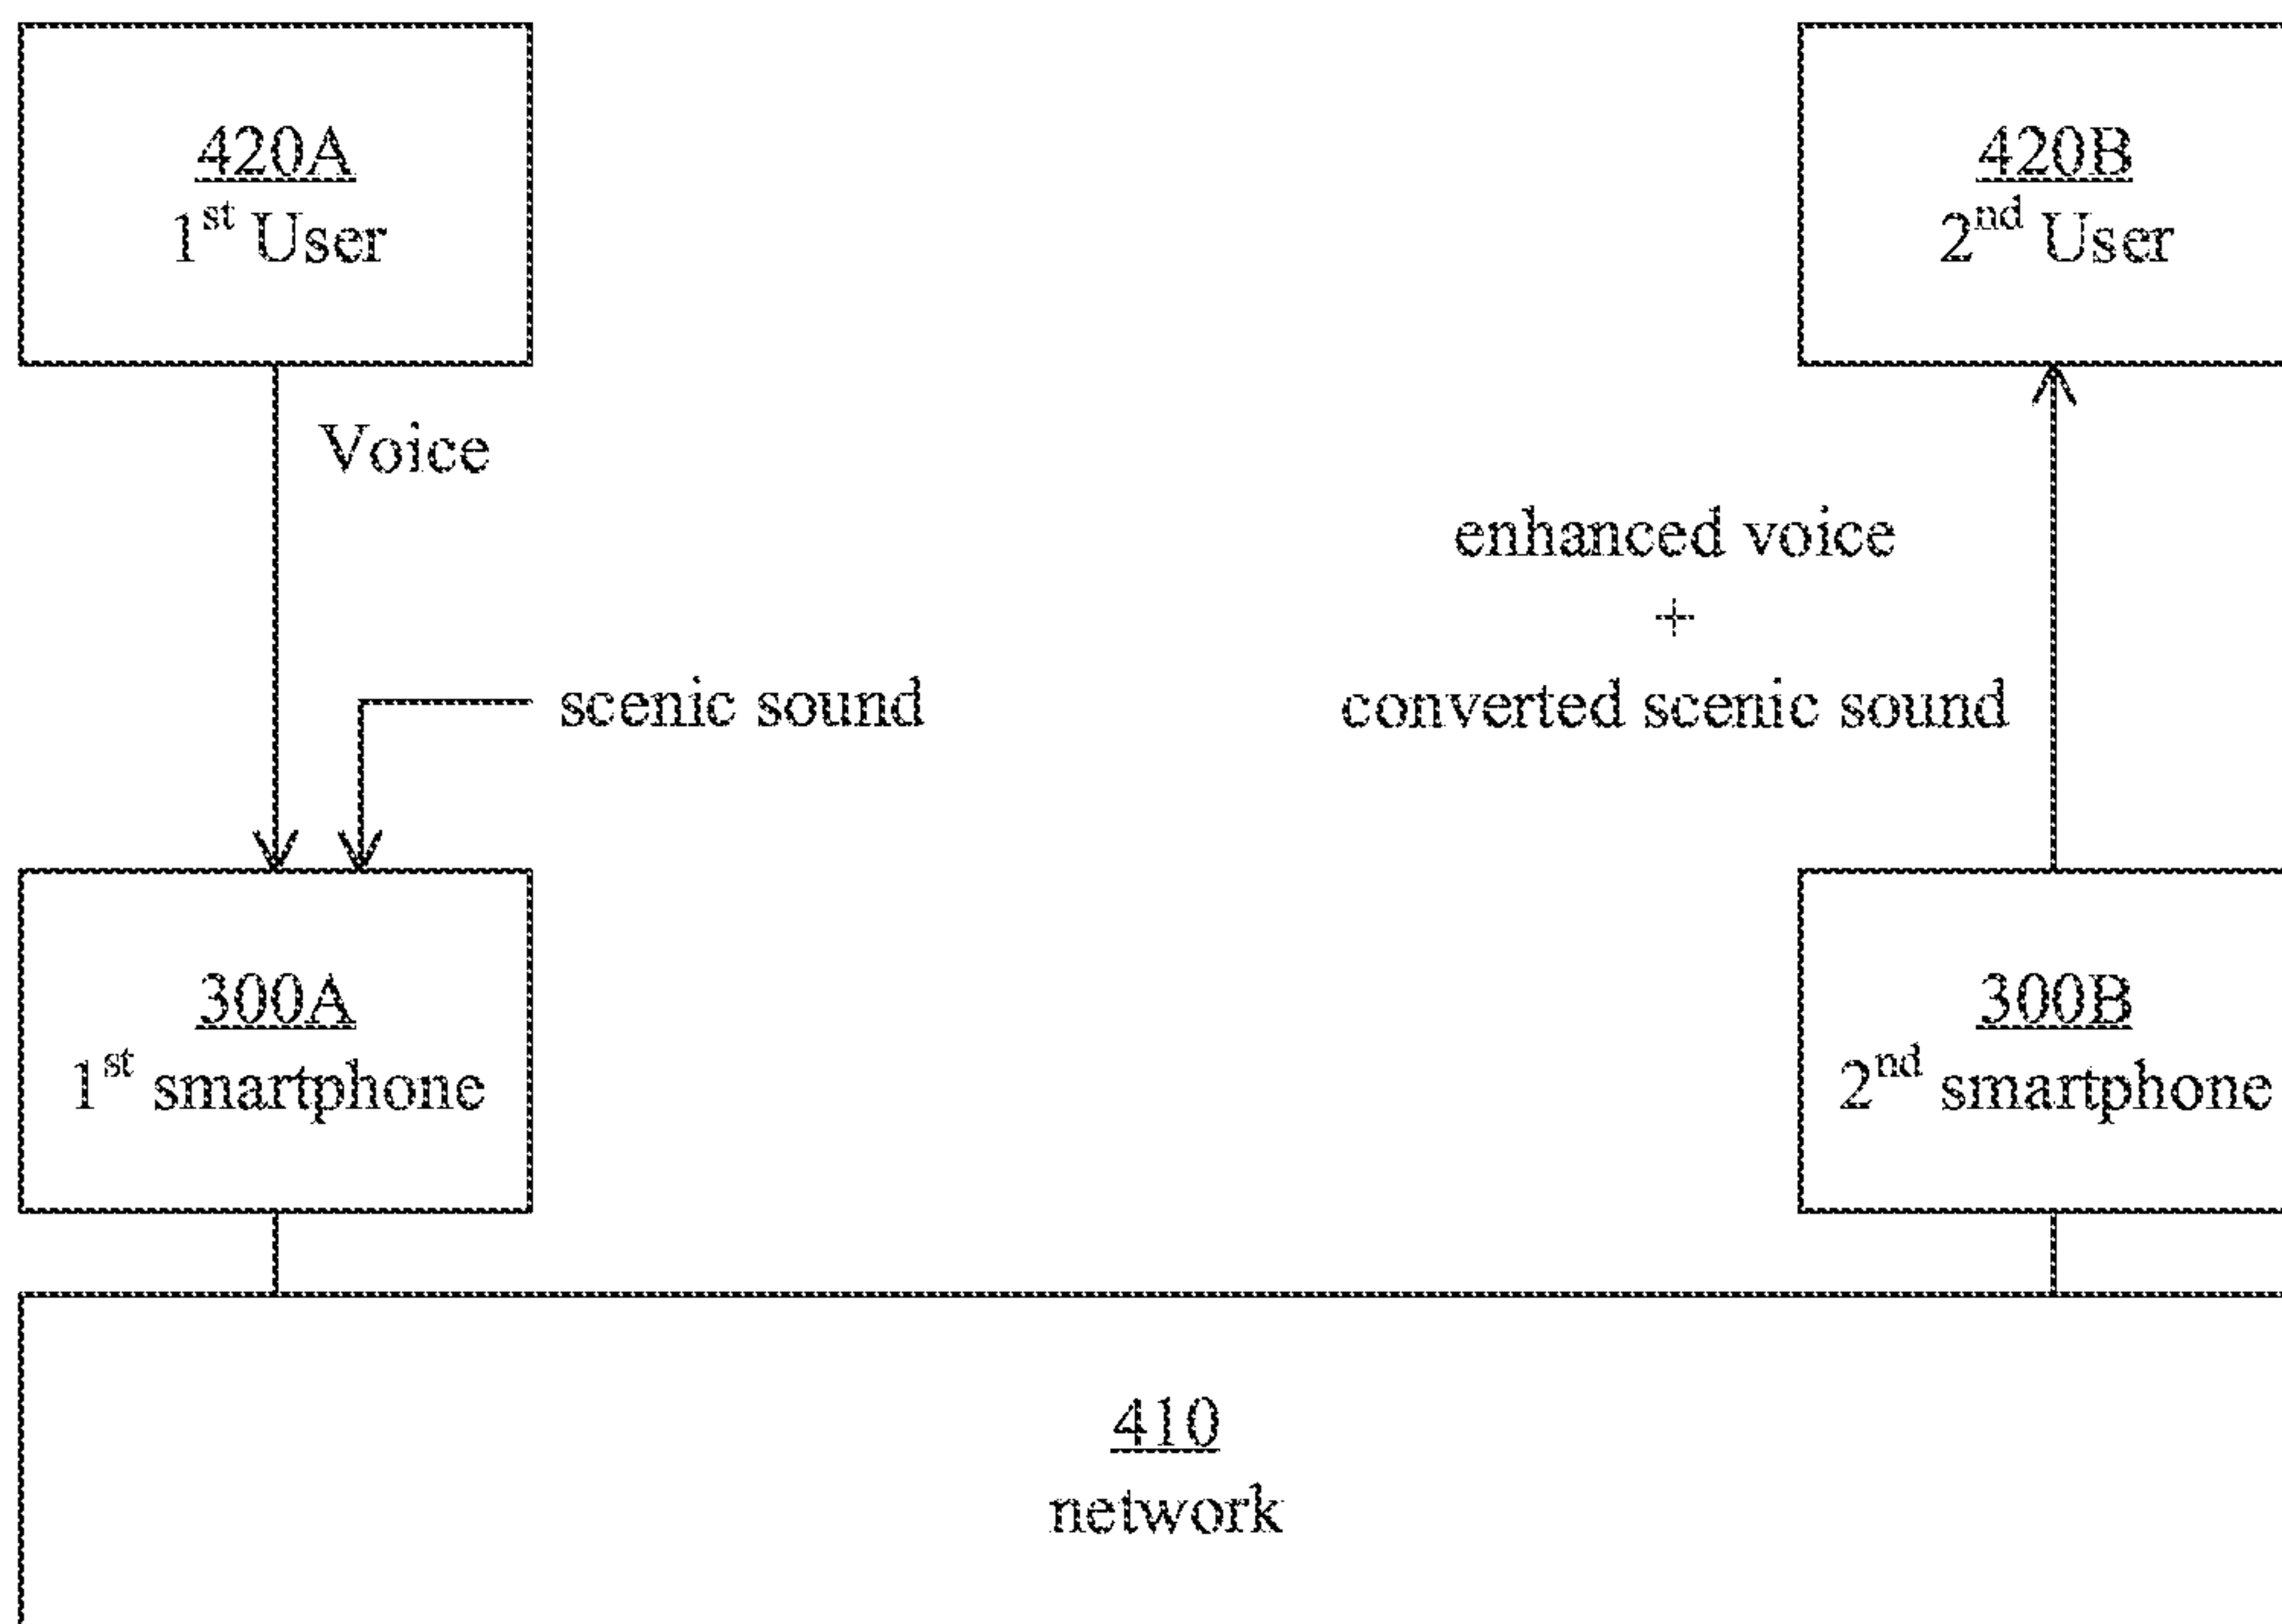 420A
1st User
420B
2nd User
Voice
enhanced voice
+
converted scenic sound
scenic sound
300A
1st smartphone
300B
2nd smartphone
410
network